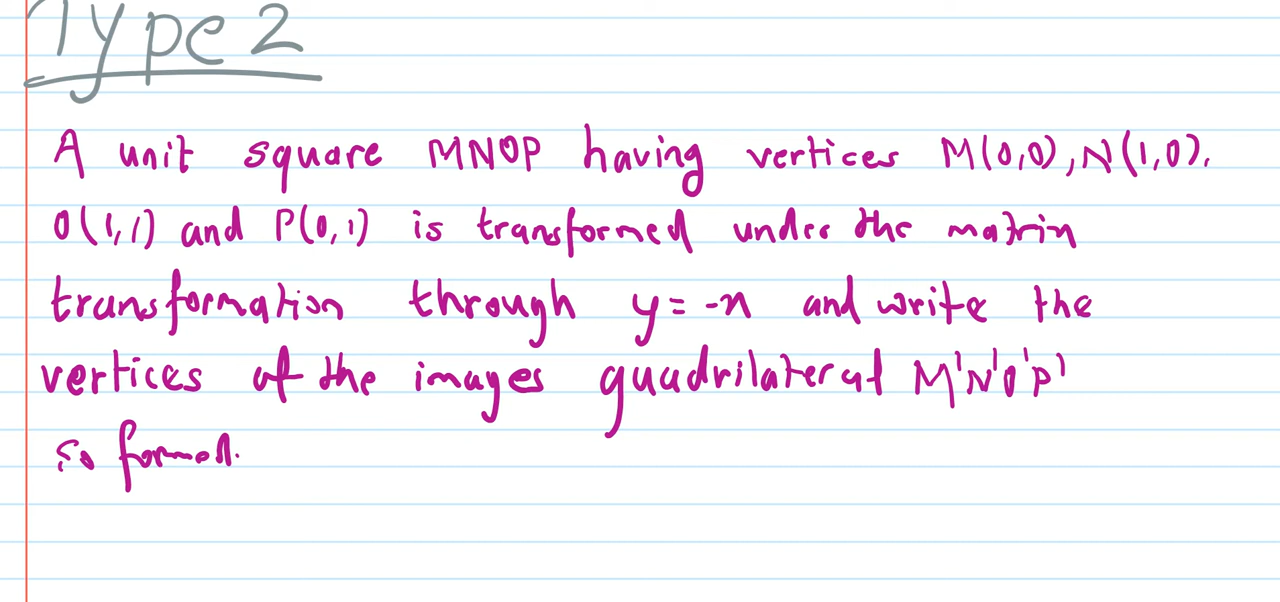 Type 2
A unit square MNOP having vertices M(0,0), N(1,0),
O(1,1) and P(0,1) is transformed under the matrix
transformation through y = -x and write the
vertices of the images quadrilateral M'N'O'P'
so formed.